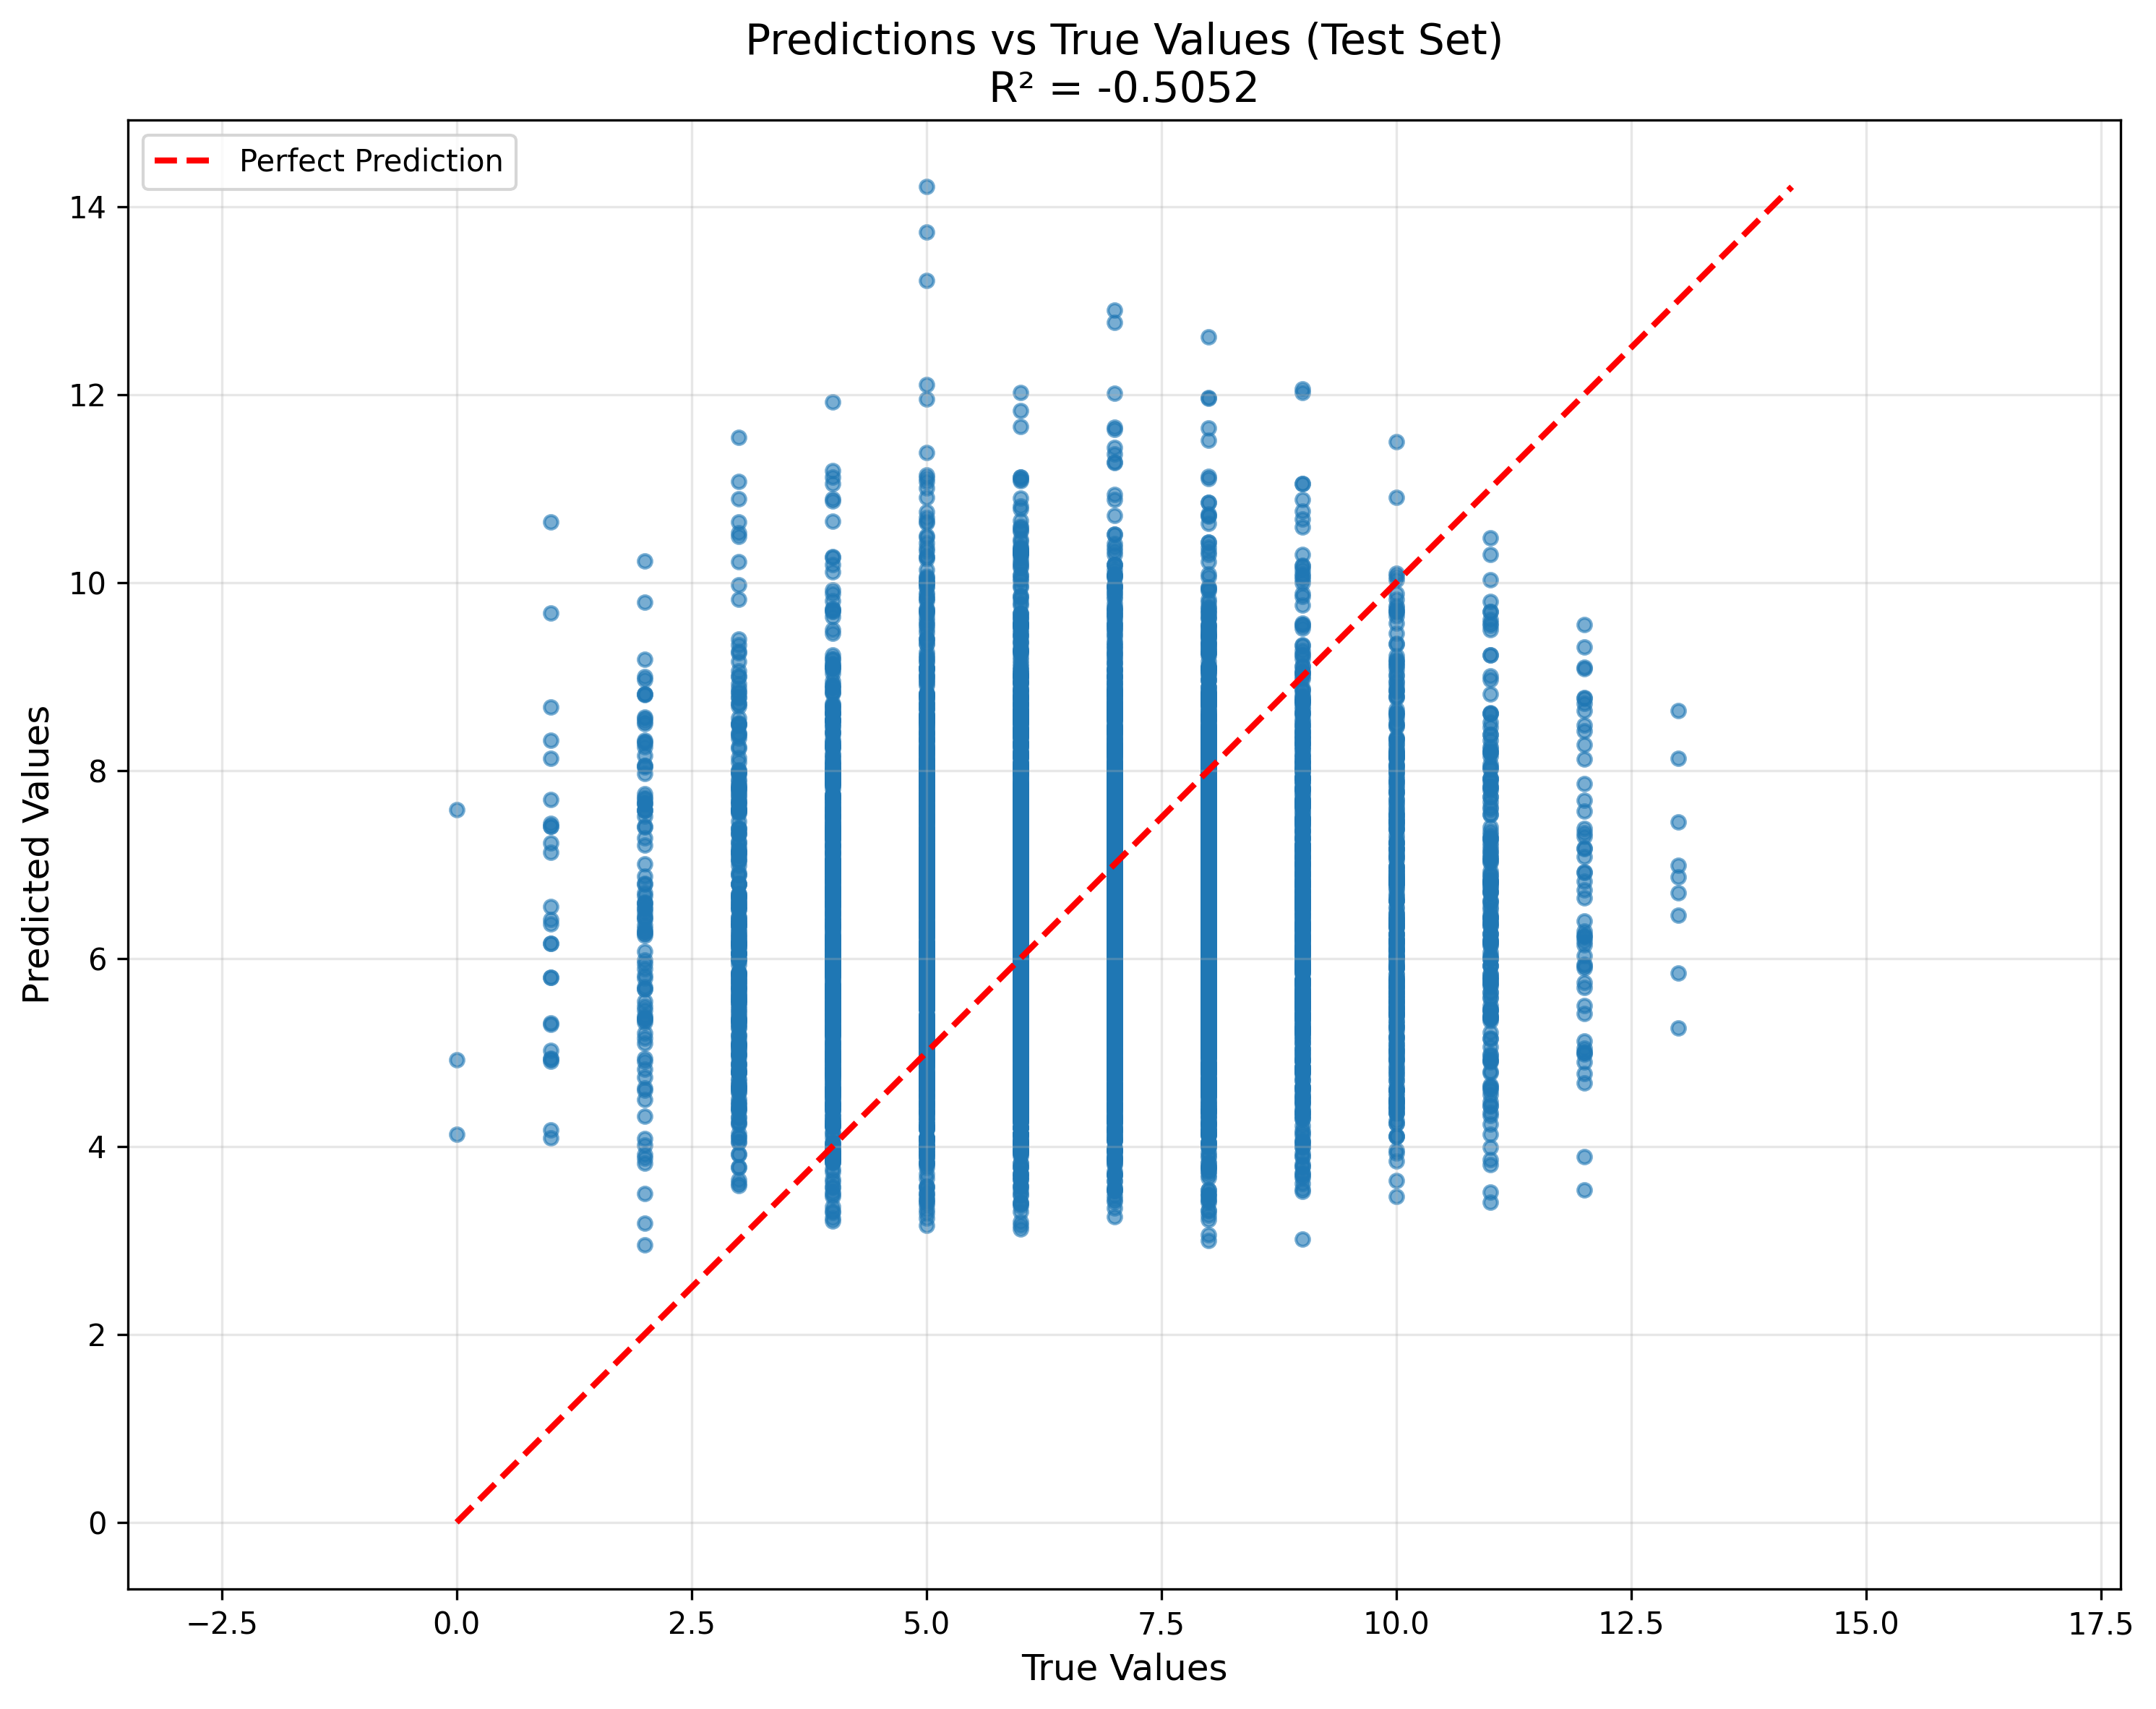 Predictions vs True Values (Test Set)
R² = -0.5052
Perfect Prediction
14
12
10
8
6
4
2
0
Predicted Values
−2.5 0.0 2.5 5.0 7.5 10.0 12.5 15.0 17.5
True Values